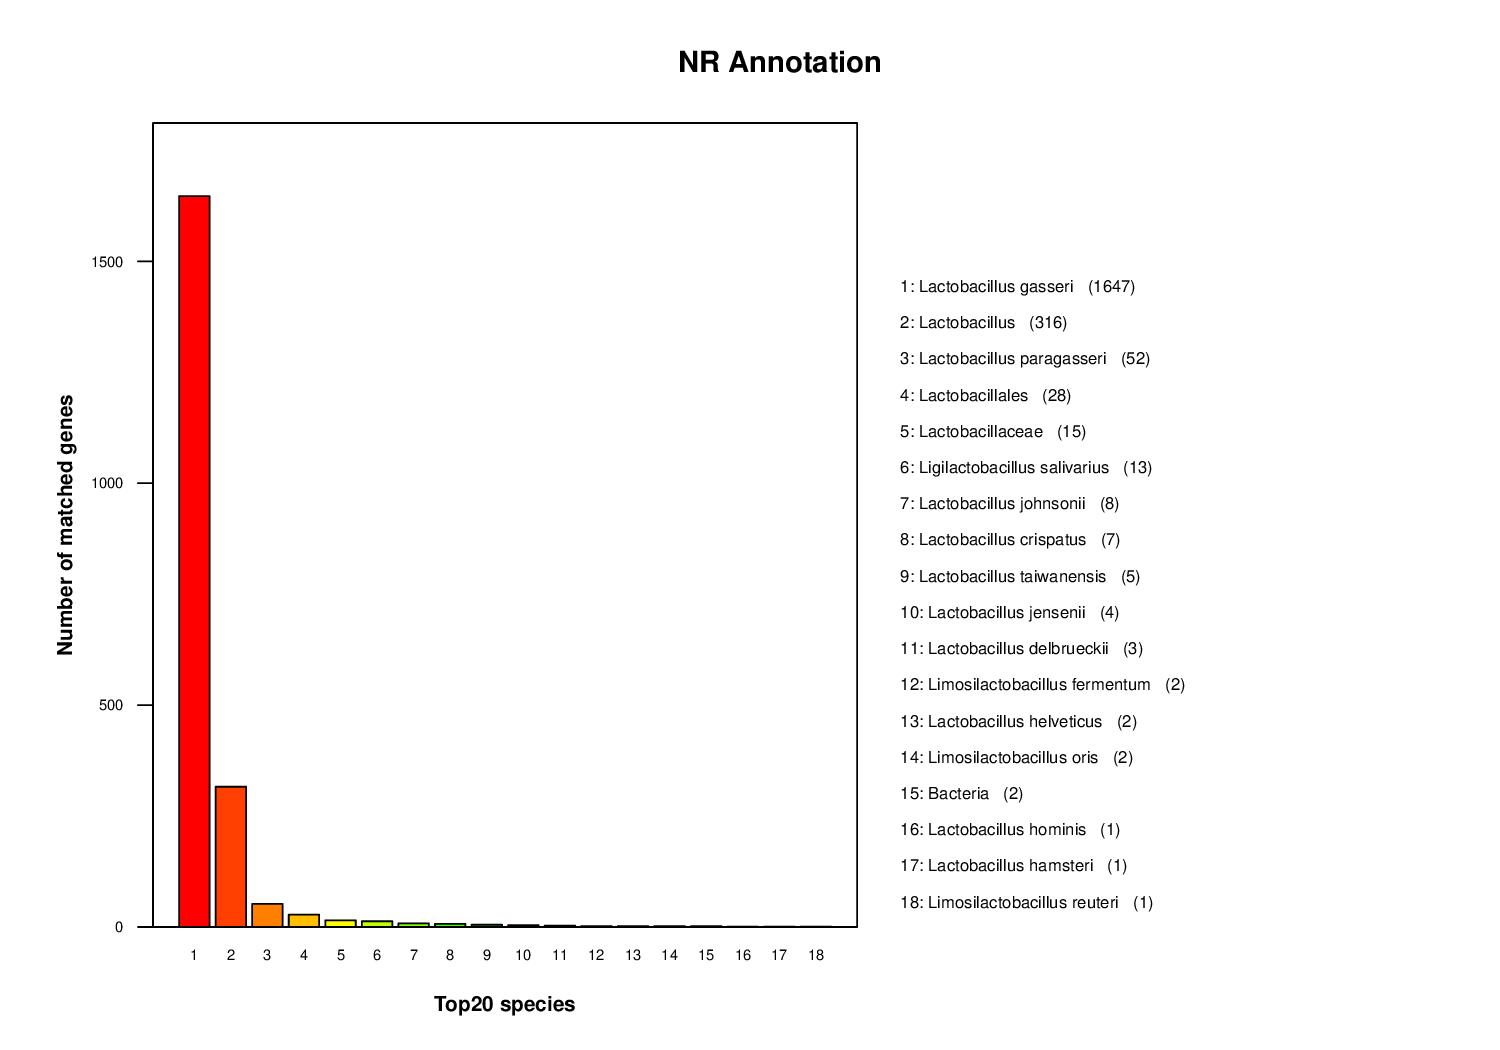 NR Annotation
Number of matched genes
1500
1000
500
0
1 2 3 4 5 6 7 8 9 10 11 12 13 14 15 16 17 18
Top20 species
1: Lactobacillus gasseri (1647)
2: Lactobacillus (316)
3: Lactobacillus paragasseri (52)
4: Lactobacillales (28)
5: Lactobacillaceae (15)
6: Ligilactobacillus salivarius (13)
7: Lactobacillus johnsonii (8)
8: Lactobacillus crispatus (7)
9: Lactobacillus taiwanensis (5)
10: Lactobacillus jensenii (4)
11: Lactobacillus delbrueckii (3)
12: Limosilactobacillus fermentum (2)
13: Lactobacillus helveticus (2)
14: Limosilactobacillus oris (2)
15: Bacteria (2)
16: Lactobacillus hominis (1)
17: Lactobacillus hamsteri (1)
18: Limosilactobacillus reuteri (1)